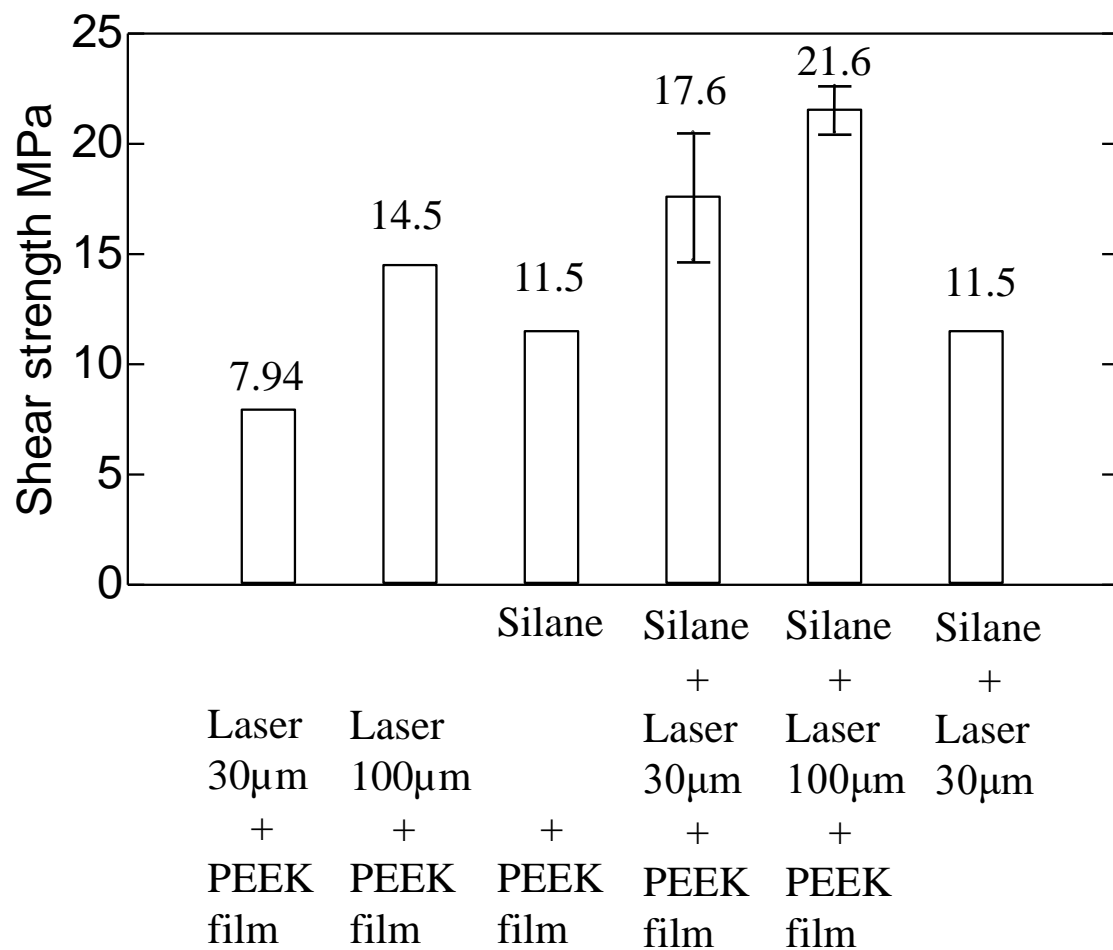 Shear strength MPa
25
20
15
10
5
0
7.94
14.5
11.5
17.6
21.6
11.5
Laser
30μm
+
PEEK
film
Laser
100μm
+
PEEK
film
Silane
+
PEEK
film
Silane
+
Laser
30μm
+
PEEK
film
Silane
+
Laser
100μm
+
PEEK
film
Silane
+
Laser
30μm